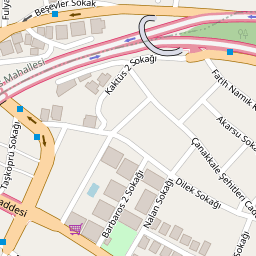 Fulya
Beşevler Sokak
Mahallesi
Kaktüs 2 Sokağı
Fatih Namık K
Akarsu Soka
Taşköprü Sokağı
Çanakkale Şehitleri Cadd
Dilek Sokağı
addesi
Barbaros 2 Sokağı
Nalan Sokağı